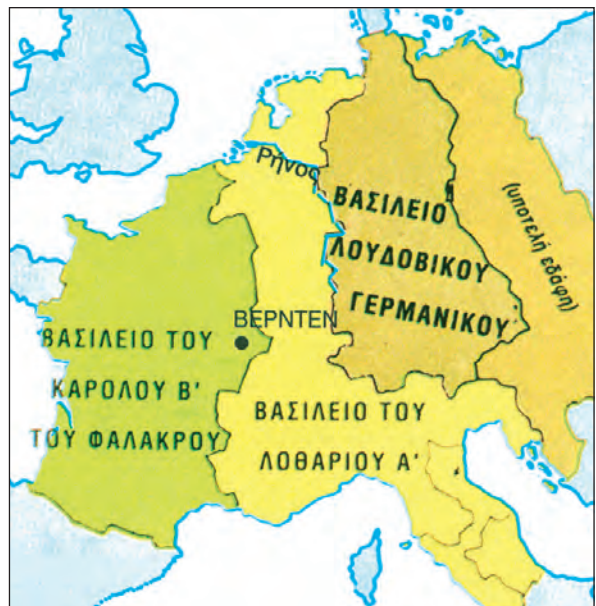 Ρήνος
ΒΑΣΙΛΕΙΟ
ΛΟΥΔΟΒΙΚΟΥ
ΓΕΡΜΑΝΙΚΟΥ
(υποτελή εδάφη)
ΒΕΡΝΤΕΝ
ΒΑΣΙΛΕΙΟ ΤΟΥ
ΚΑΡΟΛΟΥ Β'
ΤΟΥ ΦΑΛΑΚΡΟΥ
ΒΑΣΙΛΕΙΟ ΤΟΥ
ΛΟΘΑΡΙΟΥ Α'